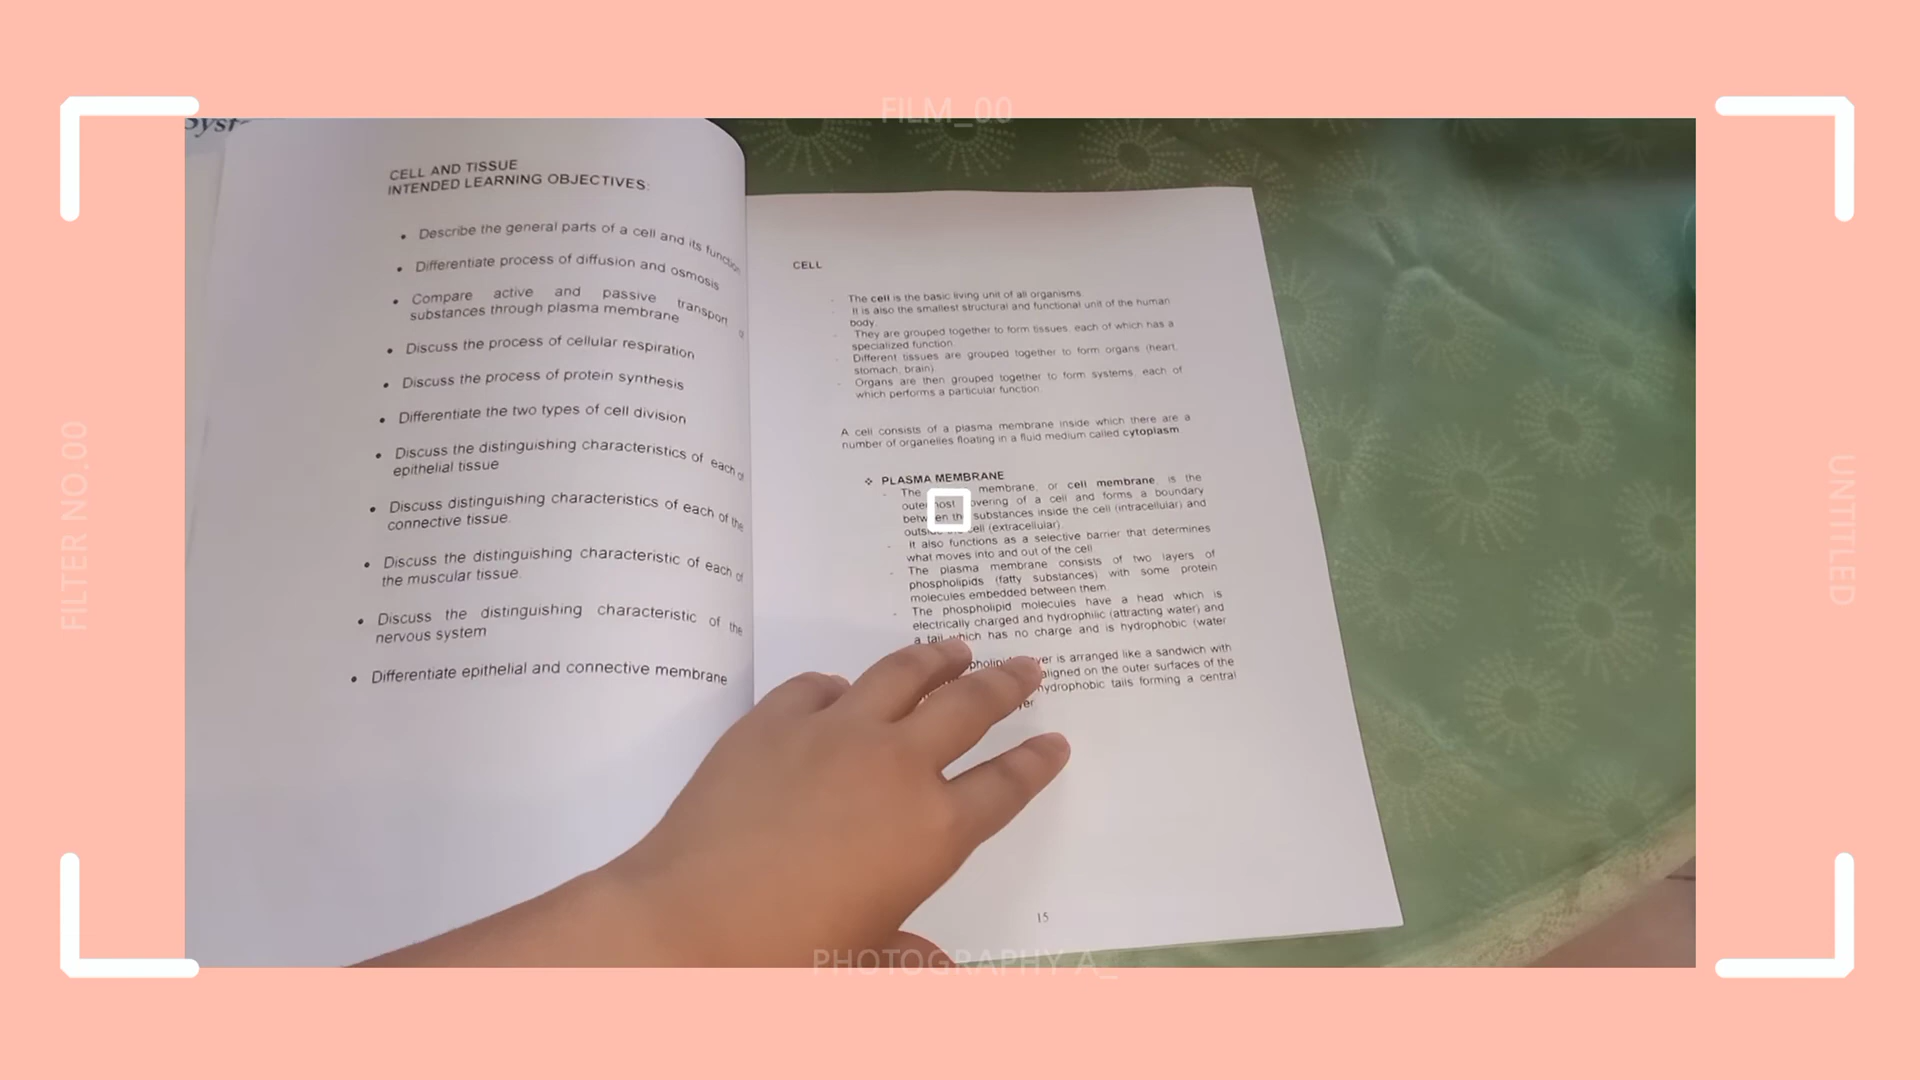 FILM_00
Syst
CELL AND TISSUE
INTENDED LEARNING OBJECTIVES:
• Describe the general parts of a cell and its function
• Differentiate process of diffusion and osmosis
• Compare active and passive transport
substances through plasma membrane
• Discuss the process of cellular respiration
• Discuss the process of protein synthesis
• Differentiate the two types of cell division
• Discuss the distinguishing characteristics of each of
epithelial tissue
• Discuss distinguishing characteristics of each of the
connective tissue.
• Discuss the distinguishing characteristic of each of
the muscular tissue.
• Discuss the distinguishing characteristic of the
nervous system
• Differentiate epithelial and connective membrane
CELL
- The cell is the basic living unit of all organisms.
- It is also the smallest structural and functional unit of the human
body.
- They are grouped together to form tissues, each of which has a
specialized function.
- Different tissues are grouped together to form organs (heart,
stomach, brain).
- Organs are then grouped together to form systems, each of
which performs a particular function.
A cell consists of a plasma membrane inside which there are a
number of organelles floating in a fluid medium called cytoplasm.
❖ PLASMA MEMBRANE
- The membrane, or cell membrane, is the
outermost covering of a cell and forms a boundary
between the substances inside the cell (intracellular) and
outside the cell (extracellular).
- It also functions as a selective barrier that determines
what moves into and out of the cell.
- The plasma membrane consists of two layers of
phospholipids (fatty substances) with some protein
molecules embedded between them.
- The phospholipid molecules have a head which is
electrically charged and hydrophilic (attracting water) and
a tail which has no charge and is hydrophobic (water
is arranged like a sandwich with
aligned on the outer surfaces of the
hydrophobic tails forming a central
15
FILTER NO.00
UNTITLED
PHOTOGRAPHY A_